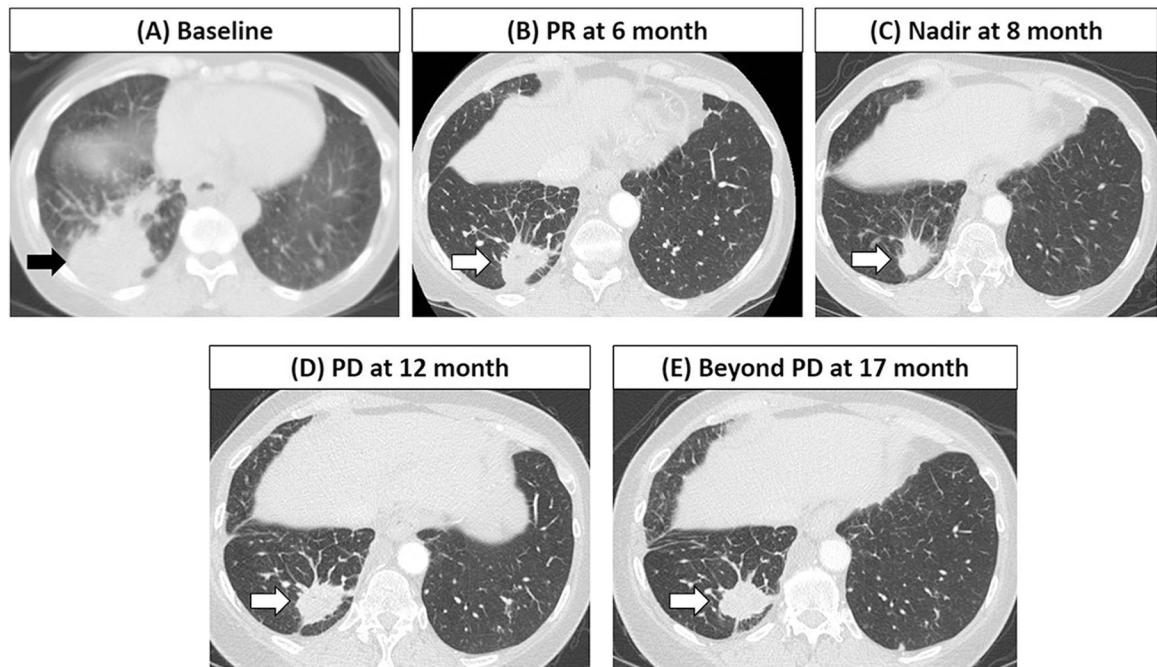 (A) Baseline
(B) PR at 6 month
(C) Nadir at 8 month
(D) PD at 12 month
(E) Beyond PD at 17 month